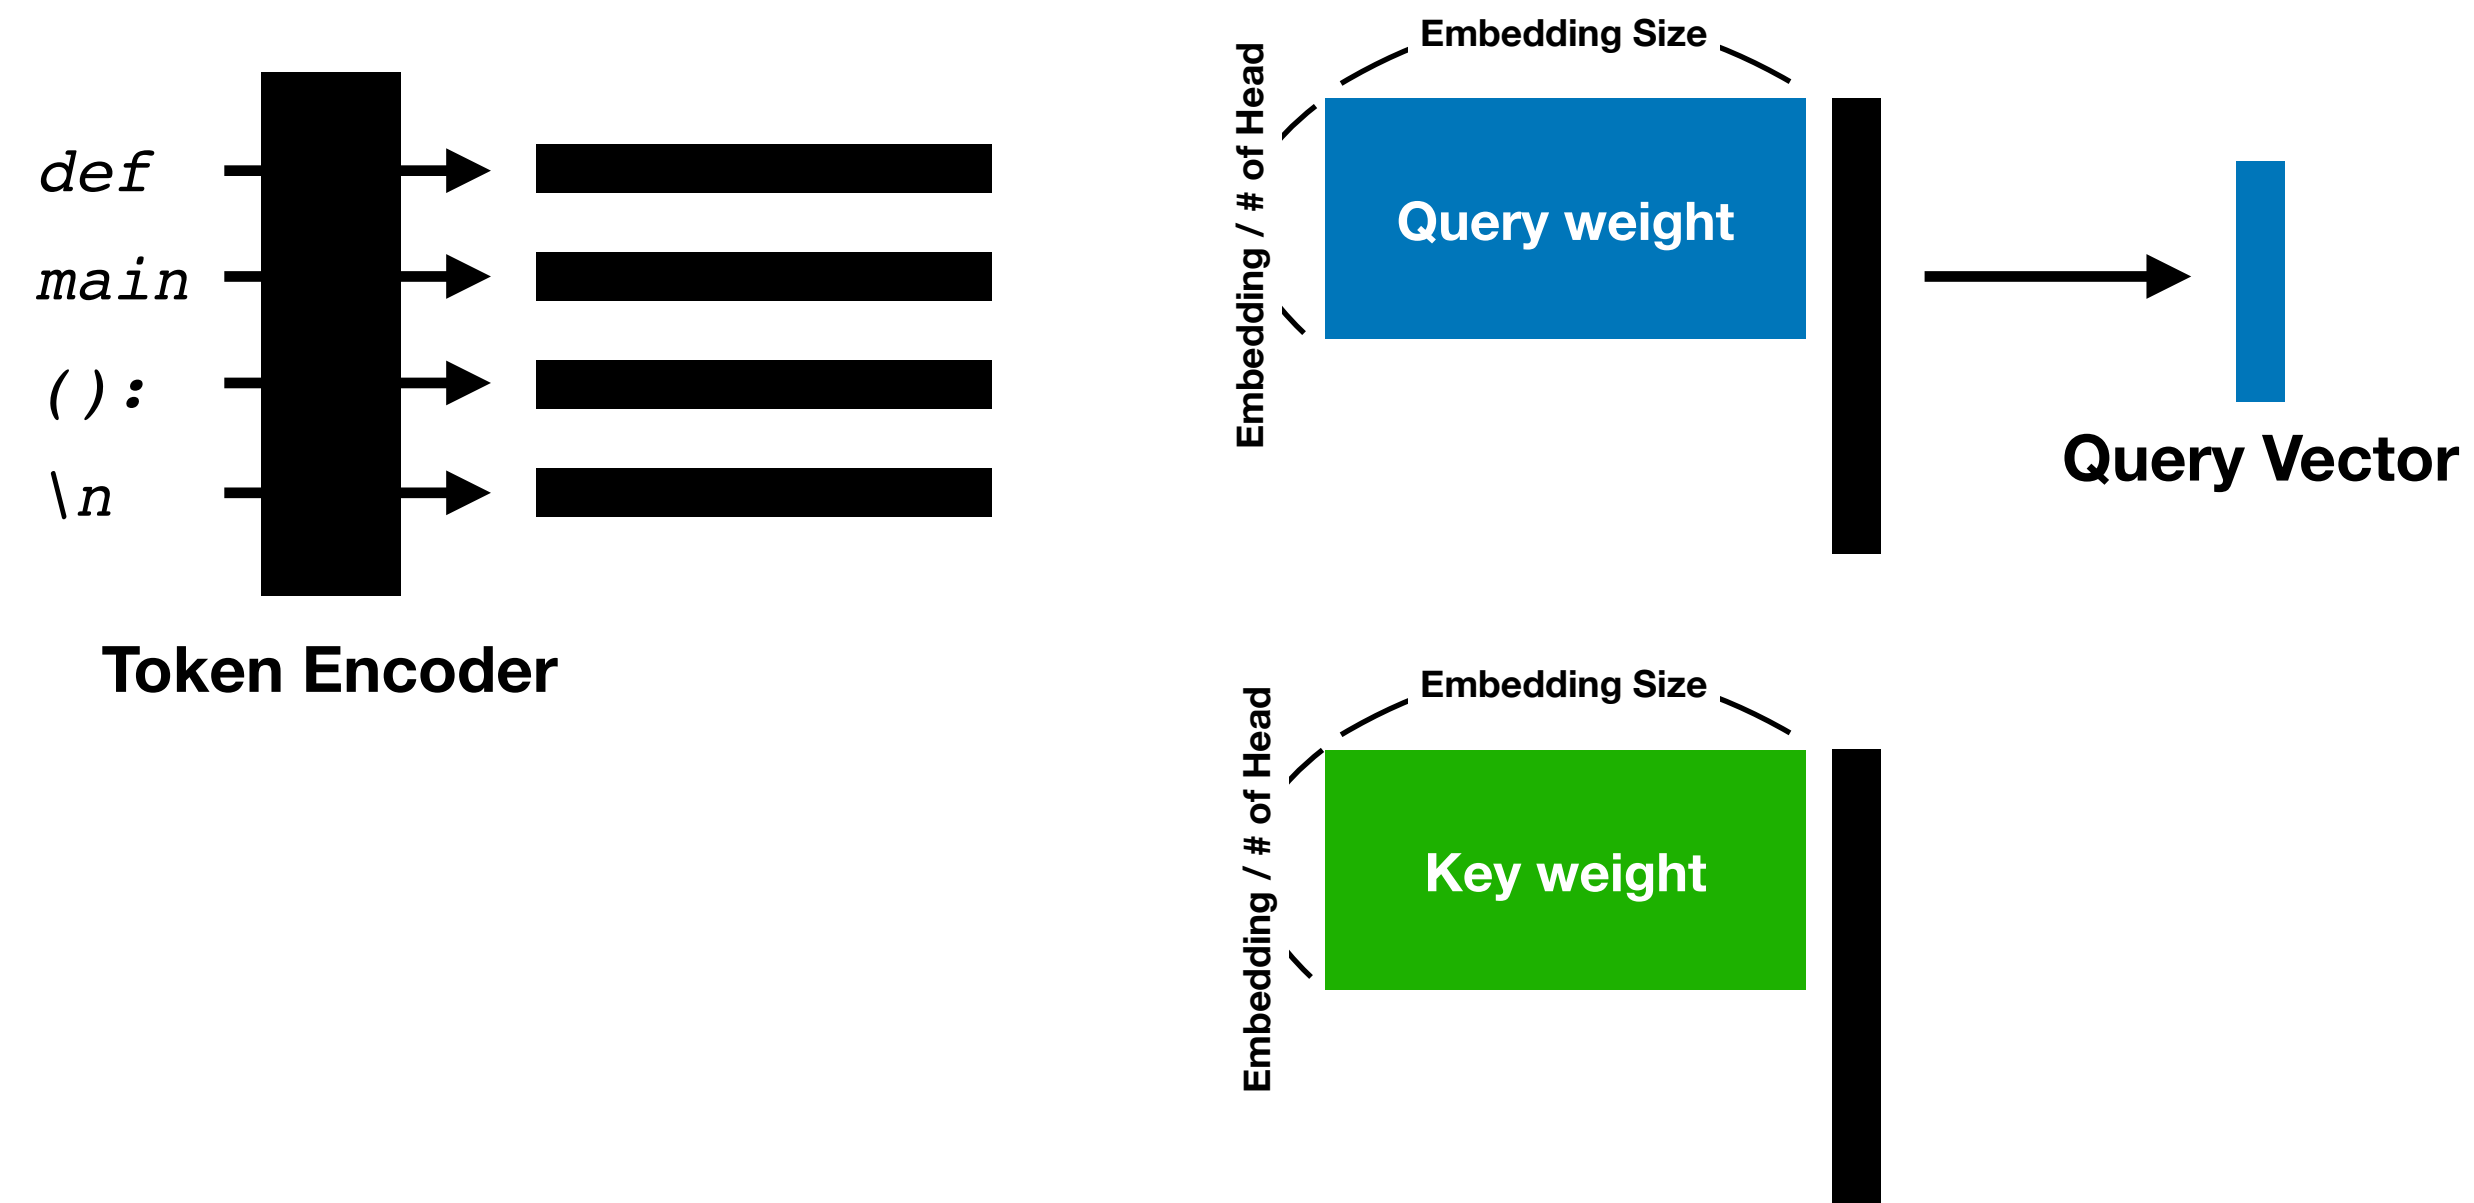 def
main
():
\n
Token Encoder
Embedding Size
Embedding / # of Head
Query weight
Query Vector
Embedding Size
Embedding / # of Head
Key weight